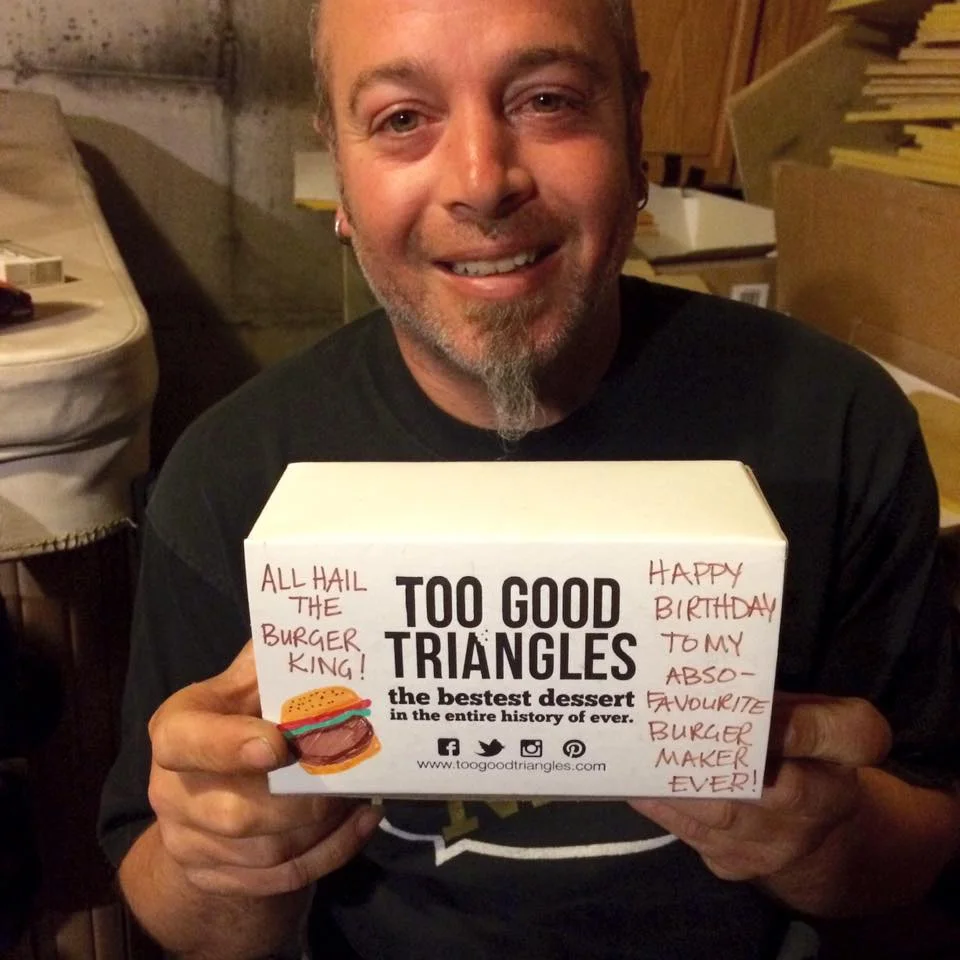 ALL HAIL
THE
BURGER
KING!
TOO GOOD
TRIANGLES
the bestest dessert
in the entire history of ever.
www.toogoodtriangles.com
HAPPY
BIRTHDAY
TO MY
ABSO-
FAVOURITE
BURGER
MAKER
EVER!